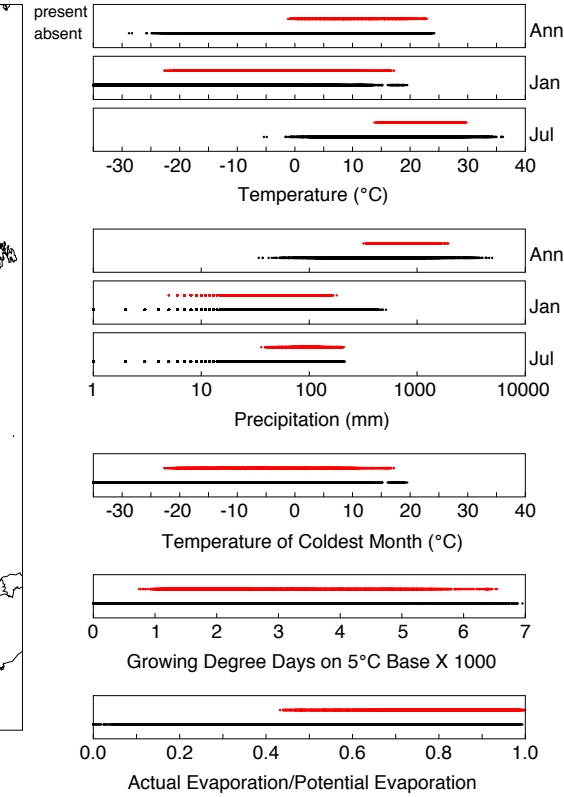 present
absent
Ann
Jan
Jul
-30 -20 -10 0 10 20 30 40
Temperature (°C)
Ann
Jan
Jul
1 10 100 1000 10000
Precipitation (mm)
-30 -20 -10 0 10 20 30 40
Temperature of Coldest Month (°C)
0 1 2 3 4 5 6 7
Growing Degree Days on 5°C Base X 1000
0.0 0.2 0.4 0.6 0.8 1.0
Actual Evaporation/Potential Evaporation